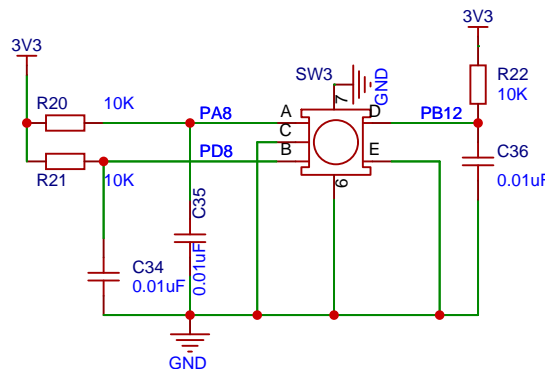 3V3
3V3
SW3
GND
7
R22
10K
R20
10K
PA8
A
D
PB12
C
B
E
PD8
R21
10K
C36
0.01uF
6
C35
0.01uF
C34
0.01uF
GND